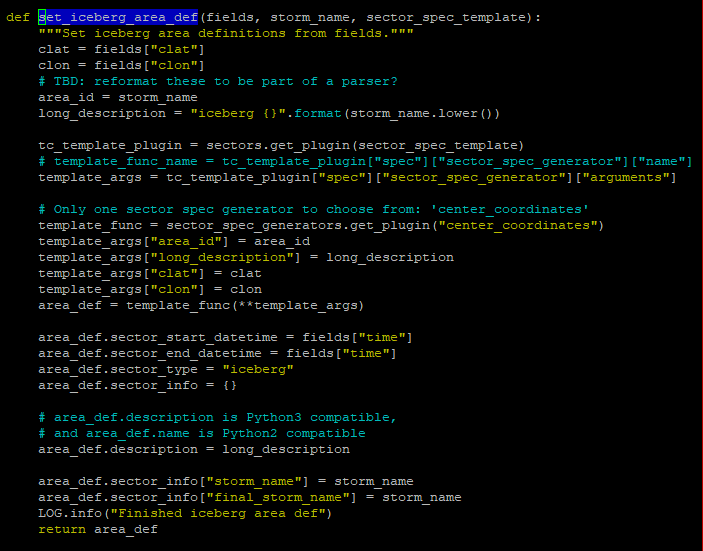 def set_iceberg_area_def(fields, storm_name, sector_spec_template):
    """Set iceberg area definitions from fields."""
    clat = fields["clat"]
    clon = fields["clon"]
    # TBD: reformat these to be part of a parser?
    area_id = storm_name
    long_description = "iceberg {}".format(storm_name.lower())

    tc_template_plugin = sectors.get_plugin(sector_spec_template)
    # template_func_name = tc_template_plugin["spec"]["sector_spec_generator"]["name"]
    template_args = tc_template_plugin["spec"]["sector_spec_generator"]["arguments"]

    # Only one sector spec generator to choose from: 'center_coordinates'
    template_func = sector_spec_generators.get_plugin("center_coordinates")
    template_args["area_id"] = area_id
    template_args["long_description"] = long_description
    template_args["clat"] = clat
    template_args["clon"] = clon
    area_def = template_func(**template_args)

    area_def.sector_start_datetime = fields["time"]
    area_def.sector_end_datetime = fields["time"]
    area_def.sector_type = "iceberg"
    area_def.sector_info = {}

    # area_def.description is Python3 compatible,
    # and area_def.name is Python2 compatible
    area_def.description = long_description

    area_def.sector_info["storm_name"] = storm_name
    area_def.sector_info["final_storm_name"] = storm_name
    LOG.info("Finished iceberg area def")
    return area_def